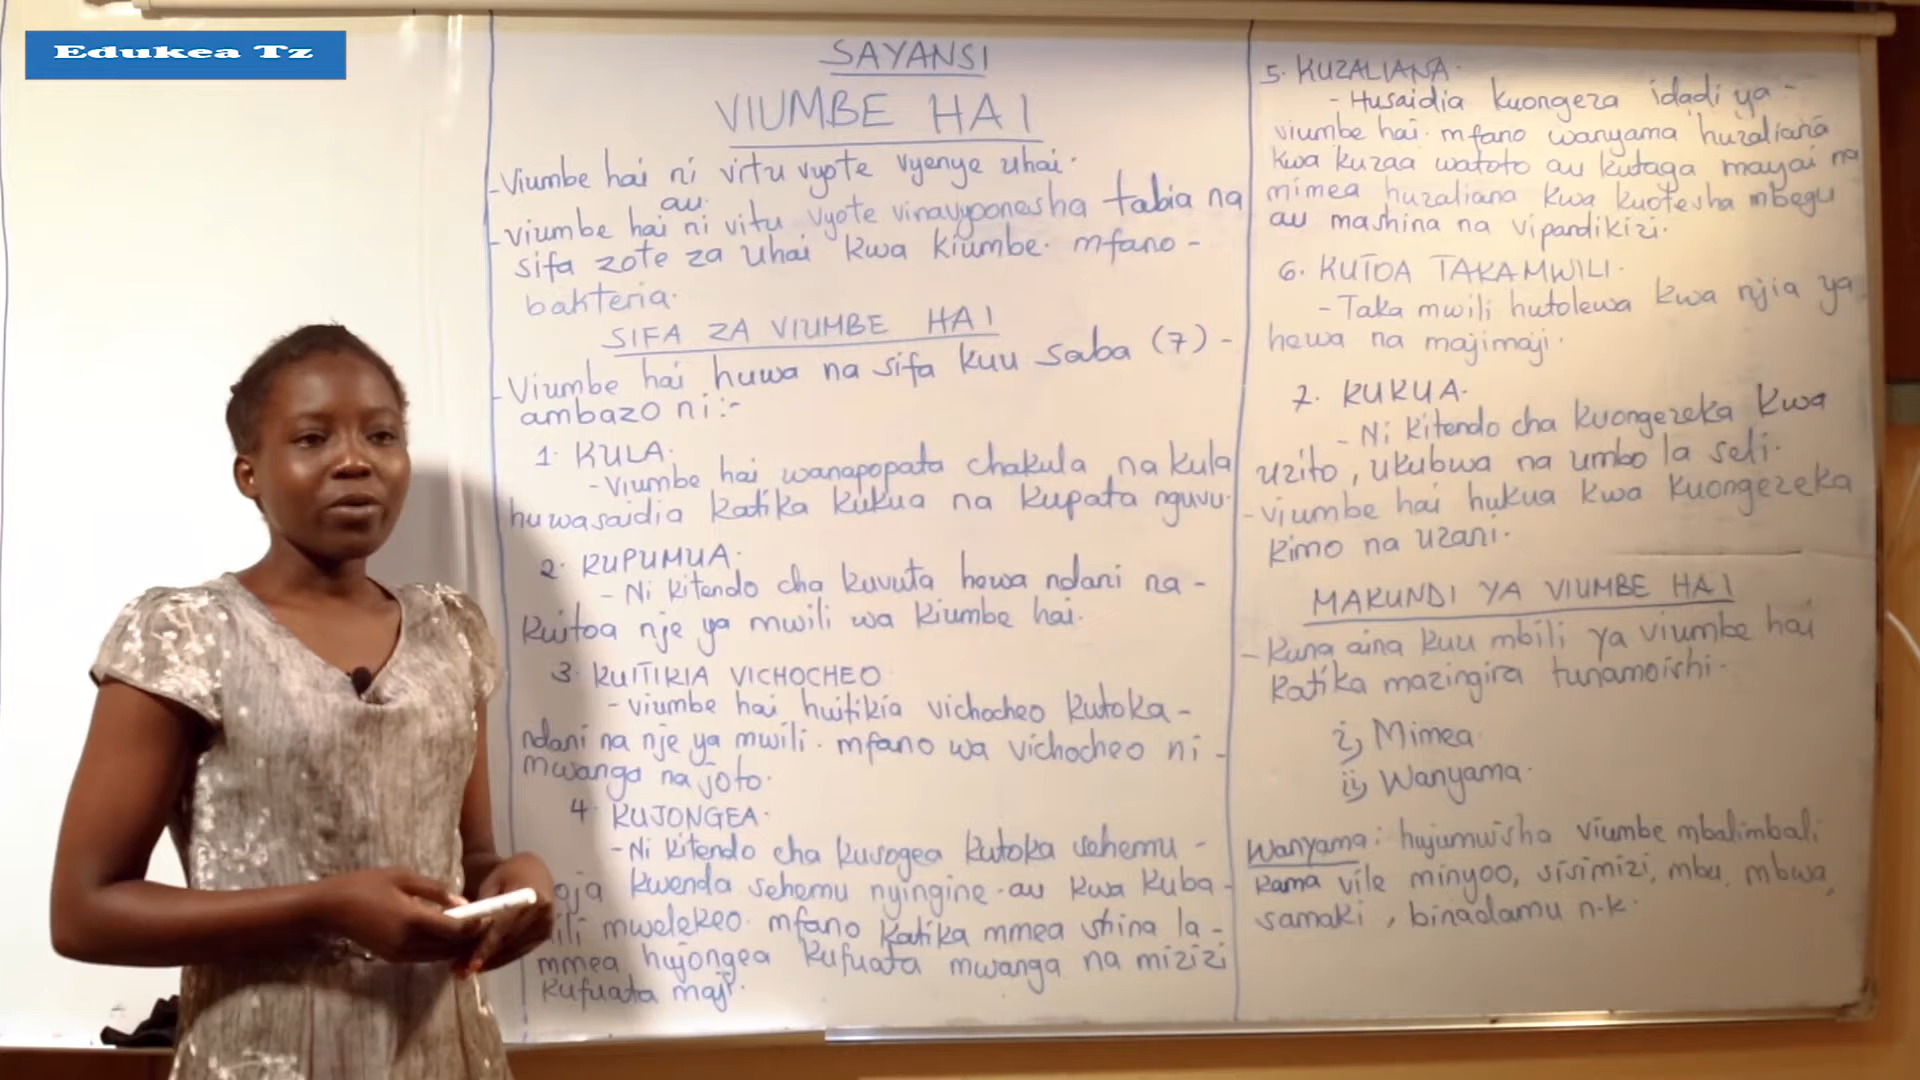 Edukea Tz
SAYANSI
VIUMBE HAI
- Viumbe hai ni vitu vyote vyenye uhai.
au.
- viumbe hai ni vitu vyote vinavyoonesha tabia na
sifa zote za uhai kwa kiumbe. mfano -
bakteria.
SIFA ZA VIUMBE HAI
- Viumbe hai huwa na sifa kuu saba (7) -
ambazo ni:-
1. KULA.
- Viumbe hai wanapopata chakula na kula
huwasaidia katika kukua na kupata nguvu.
2. KUPUMUA.
- Ni kitendo cha kuvuta hewa ndani na -
kuitoa nje ya mwili wa kiumbe hai.
3. KUITIKIA VICHOCHEO
- viumbe hai huitikia vichocheo kutoka -
ndani na nje ya mwili. mfano wa vichocheo ni -
mwanga na joto.
4. KUJONGEA.
- Ni kitendo cha kusogea kutoka sehemu -
oja kwenda sehemu nyingine. au kwa kuba -
ili mwelekeo. mfano katika mmea shina la -
mmea hujongea kufuata mwanga na mizizi
kufuata maji.
5. KUZALIANA.
- Husaidia kuongeza idadi ya -
viumbe hai. mfano wanyama huzaliana
kwa kuzaa watoto au kutaga mayai na
mimea huzaliana kwa kuotesha mbegu
au mashina na vipandikizi.
6. KUTOA TAKAMWILI.
- Taka mwili hutolewa kwa njia ya
hewa na majimaji.
7. KUKUA.
- Ni kitendo cha kuongezeka kwa
uzito, ukubwa na umbo la seli.
- viumbe hai hukua kwa kuongezeka
kimo na uzani.
MAKUNDI YA VIUMBE HAI
- Kuna aina kuu mbili ya viumbe hai
katika mazingira tunamoishi.
i, Mimea.
ii, Wanyama.
Wanyama: hujumuisha viumbe mbalimbali
kama vile minyoo, sisimizi, mbu, mbwa,
samaki, binadamu n.k.